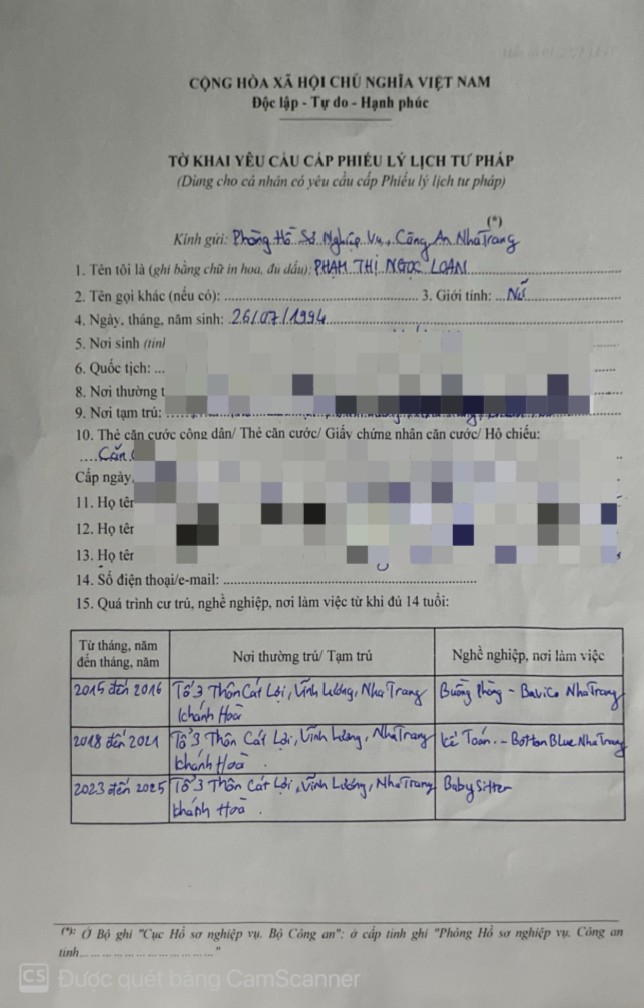 CỘNG HÒA XÃ HỘI CHỦ NGHĨA VIỆT NAM
Độc lập - Tự do - Hạnh phúc
TỜ KHAI YÊU CẦU CẤP PHIẾU LÝ LỊCH TƯ PHÁP
(Dùng cho cá nhân có yêu cầu cấp Phiếu lý lịch tư pháp)
(*)
Kính gửi: Phòng Hồ Sơ Nghiệp Vụ, Công An Nha Trang
1. Tên tôi là (ghi bằng chữ in hoa, đủ dấu): PHẠM THỊ NGỌC LOAN
2. Tên gọi khác (nếu có): 3. Giới tính: Nữ
4. Ngày, tháng, năm sinh: 26/07/1994
5. Nơi sinh (tỉnh
6. Quốc tịch:
8. Nơi thường t
9. Nơi tạm trú:
10. Thẻ căn cước công dân/ Thẻ căn cước/ Giấy chứng nhận căn cước/ Hộ chiếu:
Căn
Cấp ngày
11. Họ tên
12. Họ tên
13. Họ tên
14. Số điện thoại/e-mail:
15. Quá trình cư trú, nghề nghiệp, nơi làm việc từ khi đủ 14 tuổi:
Từ tháng, năm đến tháng, năm Nơi thường trú/ Tạm trú Nghề nghiệp, nơi làm việc
2015 đến 2016 Tổ 3 Thôn Cát Lợi, Vĩnh Lương, Nha Trang Buồng Phòng - Bavico Nha Trang
Khánh Hoà
2018 đến 2021 Tổ 3 Thôn Cát Lợi, Vĩnh Lương, Nha Trang Kế Toán - Botton Blue Nha Trang
Khánh Hoà.
2023 đến 2025 Tổ 3 Thôn Cát Lợi, Vĩnh Lương, Nha Trang Baby Sitter
Khánh Hoà.
(*): Ở Bộ ghi "Cục Hồ sơ nghiệp vụ, Bộ Công an"; ở cấp tỉnh ghi "Phòng Hồ sơ nghiệp vụ, Công an
tỉnh........................"
CS Được quét bằng CamScanner